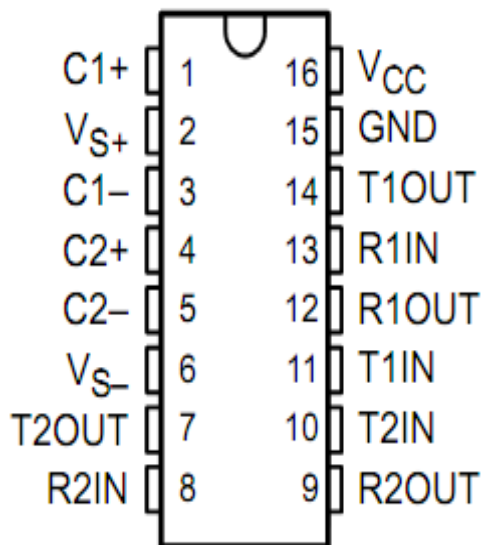 C1+ 1 16 VCC
VS+ 2 15 GND
C1– 3 14 T1OUT
C2+ 4 13 R1IN
C2– 5 12 R1OUT
VS– 6 11 T1IN
T2OUT 7 10 T2IN
R2IN 8 9 R2OUT